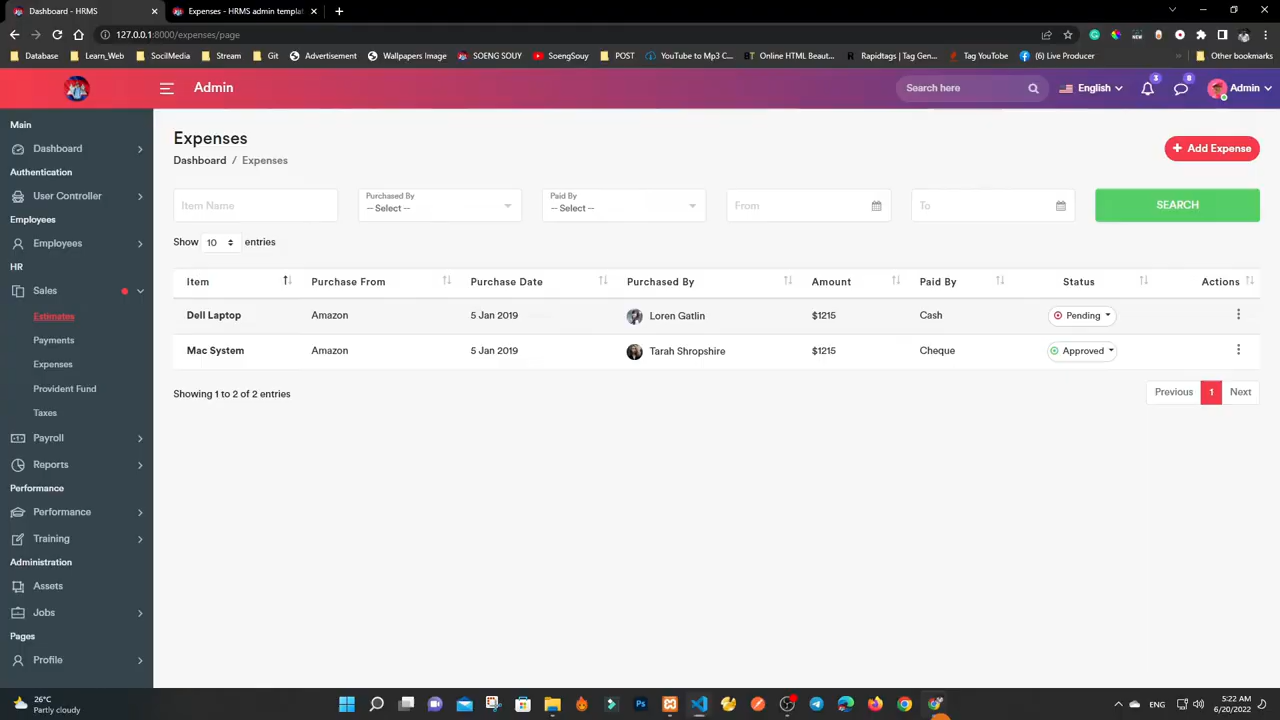 Dashboard - HRMS
Expenses - HRMS admin templat
127.0.0.1:8000/expenses/page
Database Learn_Web SocilMedia Stream Git Advertisement Wallpapers Image SOENG SOUY SoengSouy POST YouTube to Mp3 C... BT Online HTML Beaut... Rapidtags | Tag Gen... Tag YouTube (6) Live Producer Other bookmarks
Admin
Search here
English
3
8
Admin
Main
Dashboard
Authentication
User Controller
Employees
Employees
HR
Sales
Estimates
Payments
Expenses
Provident Fund
Taxes
Payroll
Reports
Performance
Performance
Training
Administration
Assets
Jobs
Pages
Profile
Expenses
Dashboard / Expenses
+ Add Expense
Item Name
Purchased By
-- Select --
Paid By
-- Select --
From
To
SEARCH
Show 10 entries
Item Purchase From Purchase Date Purchased By Amount Paid By Status Actions
Dell Laptop Amazon 5 Jan 2019 Loren Gatlin $1215 Cash Pending
Mac System Amazon 5 Jan 2019 Tarah Shropshire $1215 Cheque Approved
Showing 1 to 2 of 2 entries
Previous 1 Next
26°C
Partly cloudy
ENG
5:22 AM
6/20/2022